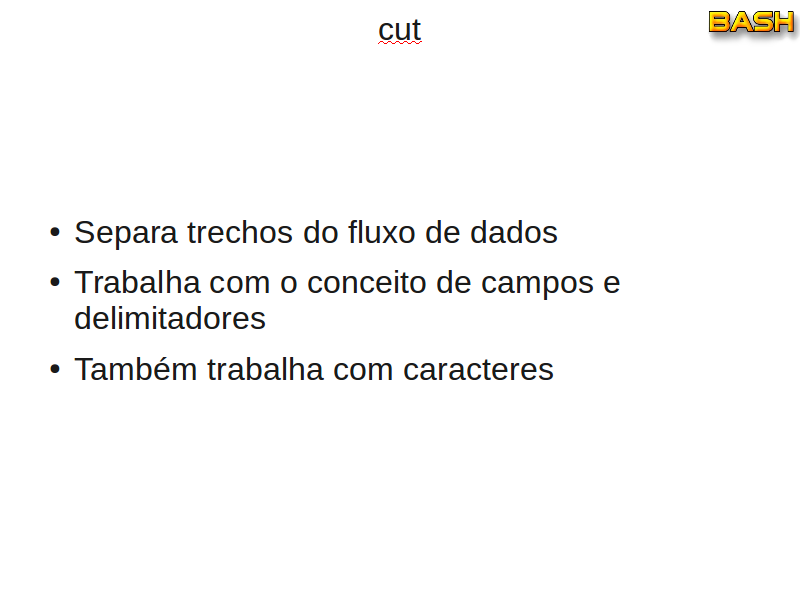 cut
BASH
• Separa trechos do fluxo de dados
• Trabalha com o conceito de campos e
delimitadores
• Também trabalha com caracteres